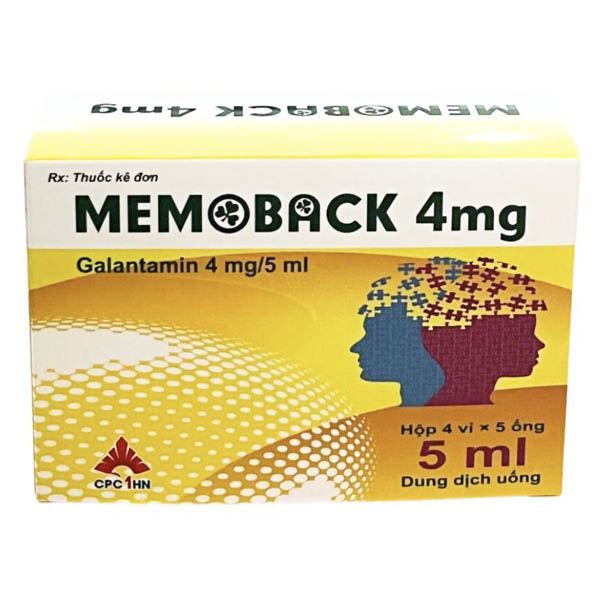 MEMOBACK 4mg
Rx: Thuốc kê đơn
MEMOBACK 4mg
Galantamin 4 mg/5 ml
Hộp 4 vỉ × 5 ống
5 ml
Dung dịch uống
CPC1HN